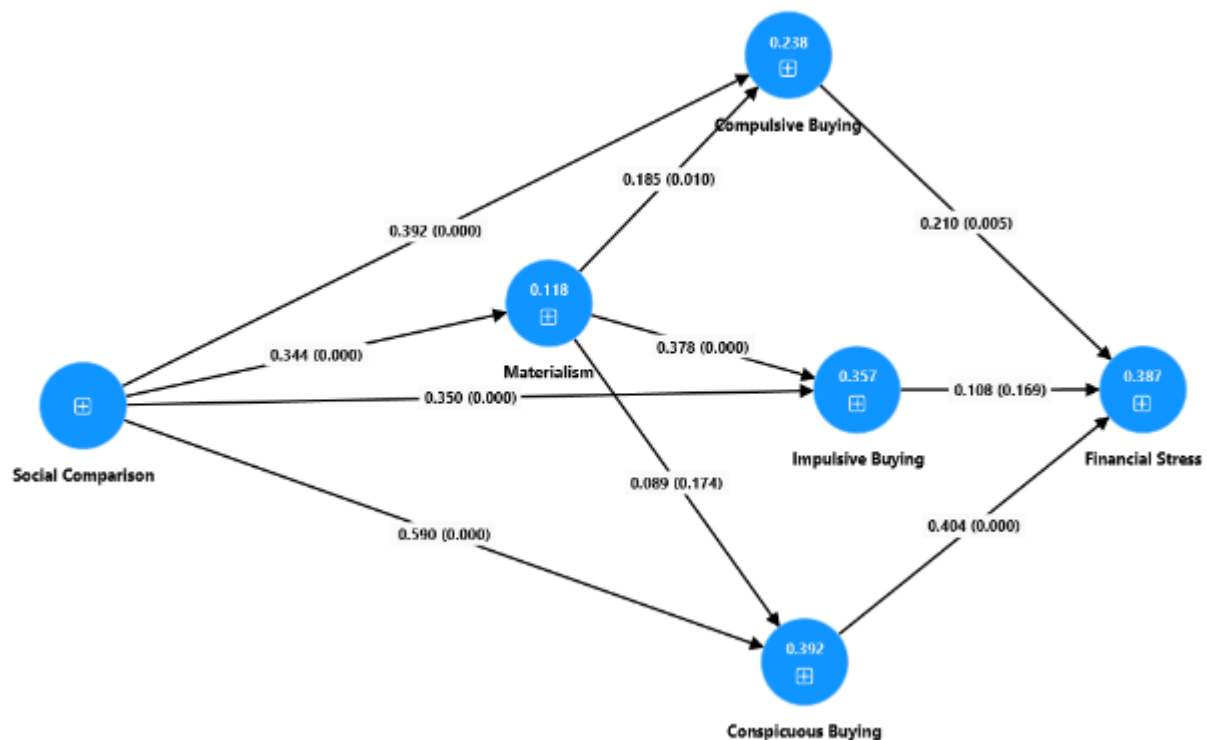 0.238
Compulsive Buying
0.185 (0.010)
0.210 (0.005)
0.392 (0.000)
0.118
Materialism
0.344 (0.000)
0.378 (0.000)
0.350 (0.000)
0.357
0.108 (0.169)
0.387
Social Comparison
Impulsive Buying
Financial Stress
0.089 (0.174)
0.590 (0.000)
0.404 (0.000)
0.392
Conspicuous Buying